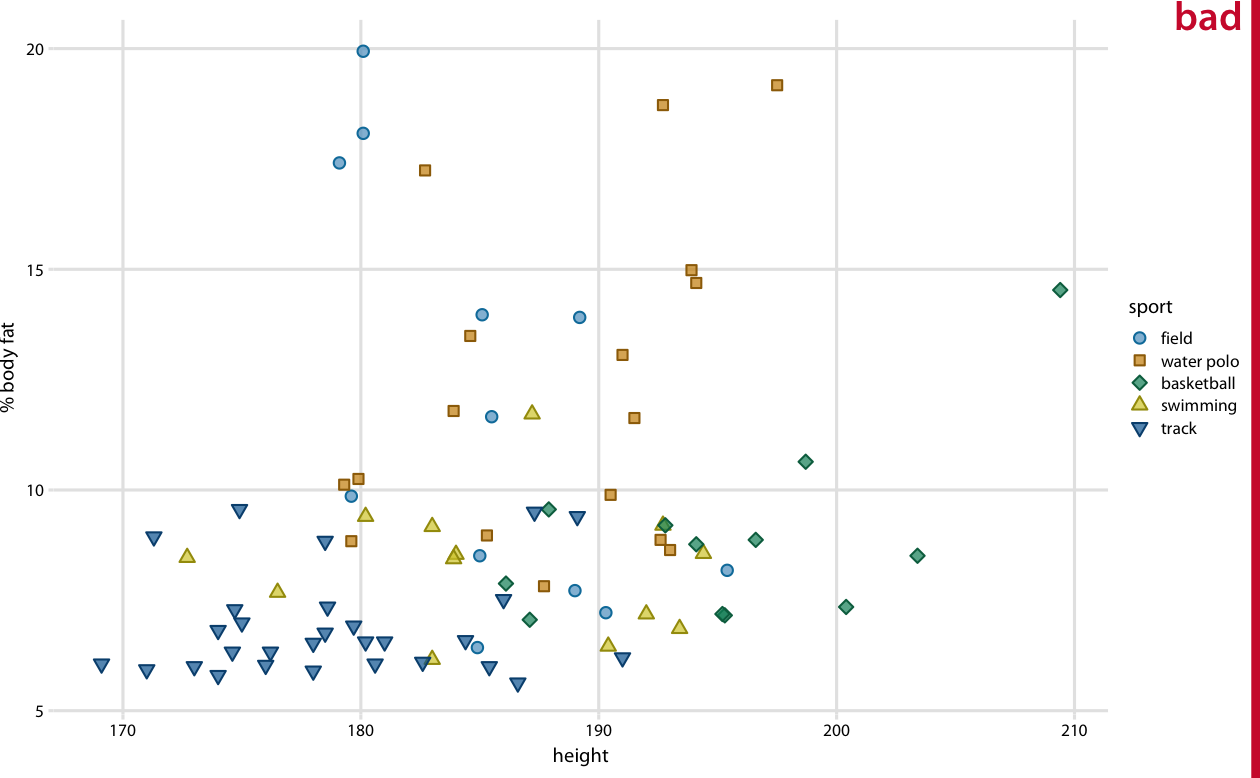 bad
20
15
10
5
% body fat
170
180
190
200
210
height
sport
field
water polo
basketball
swimming
track